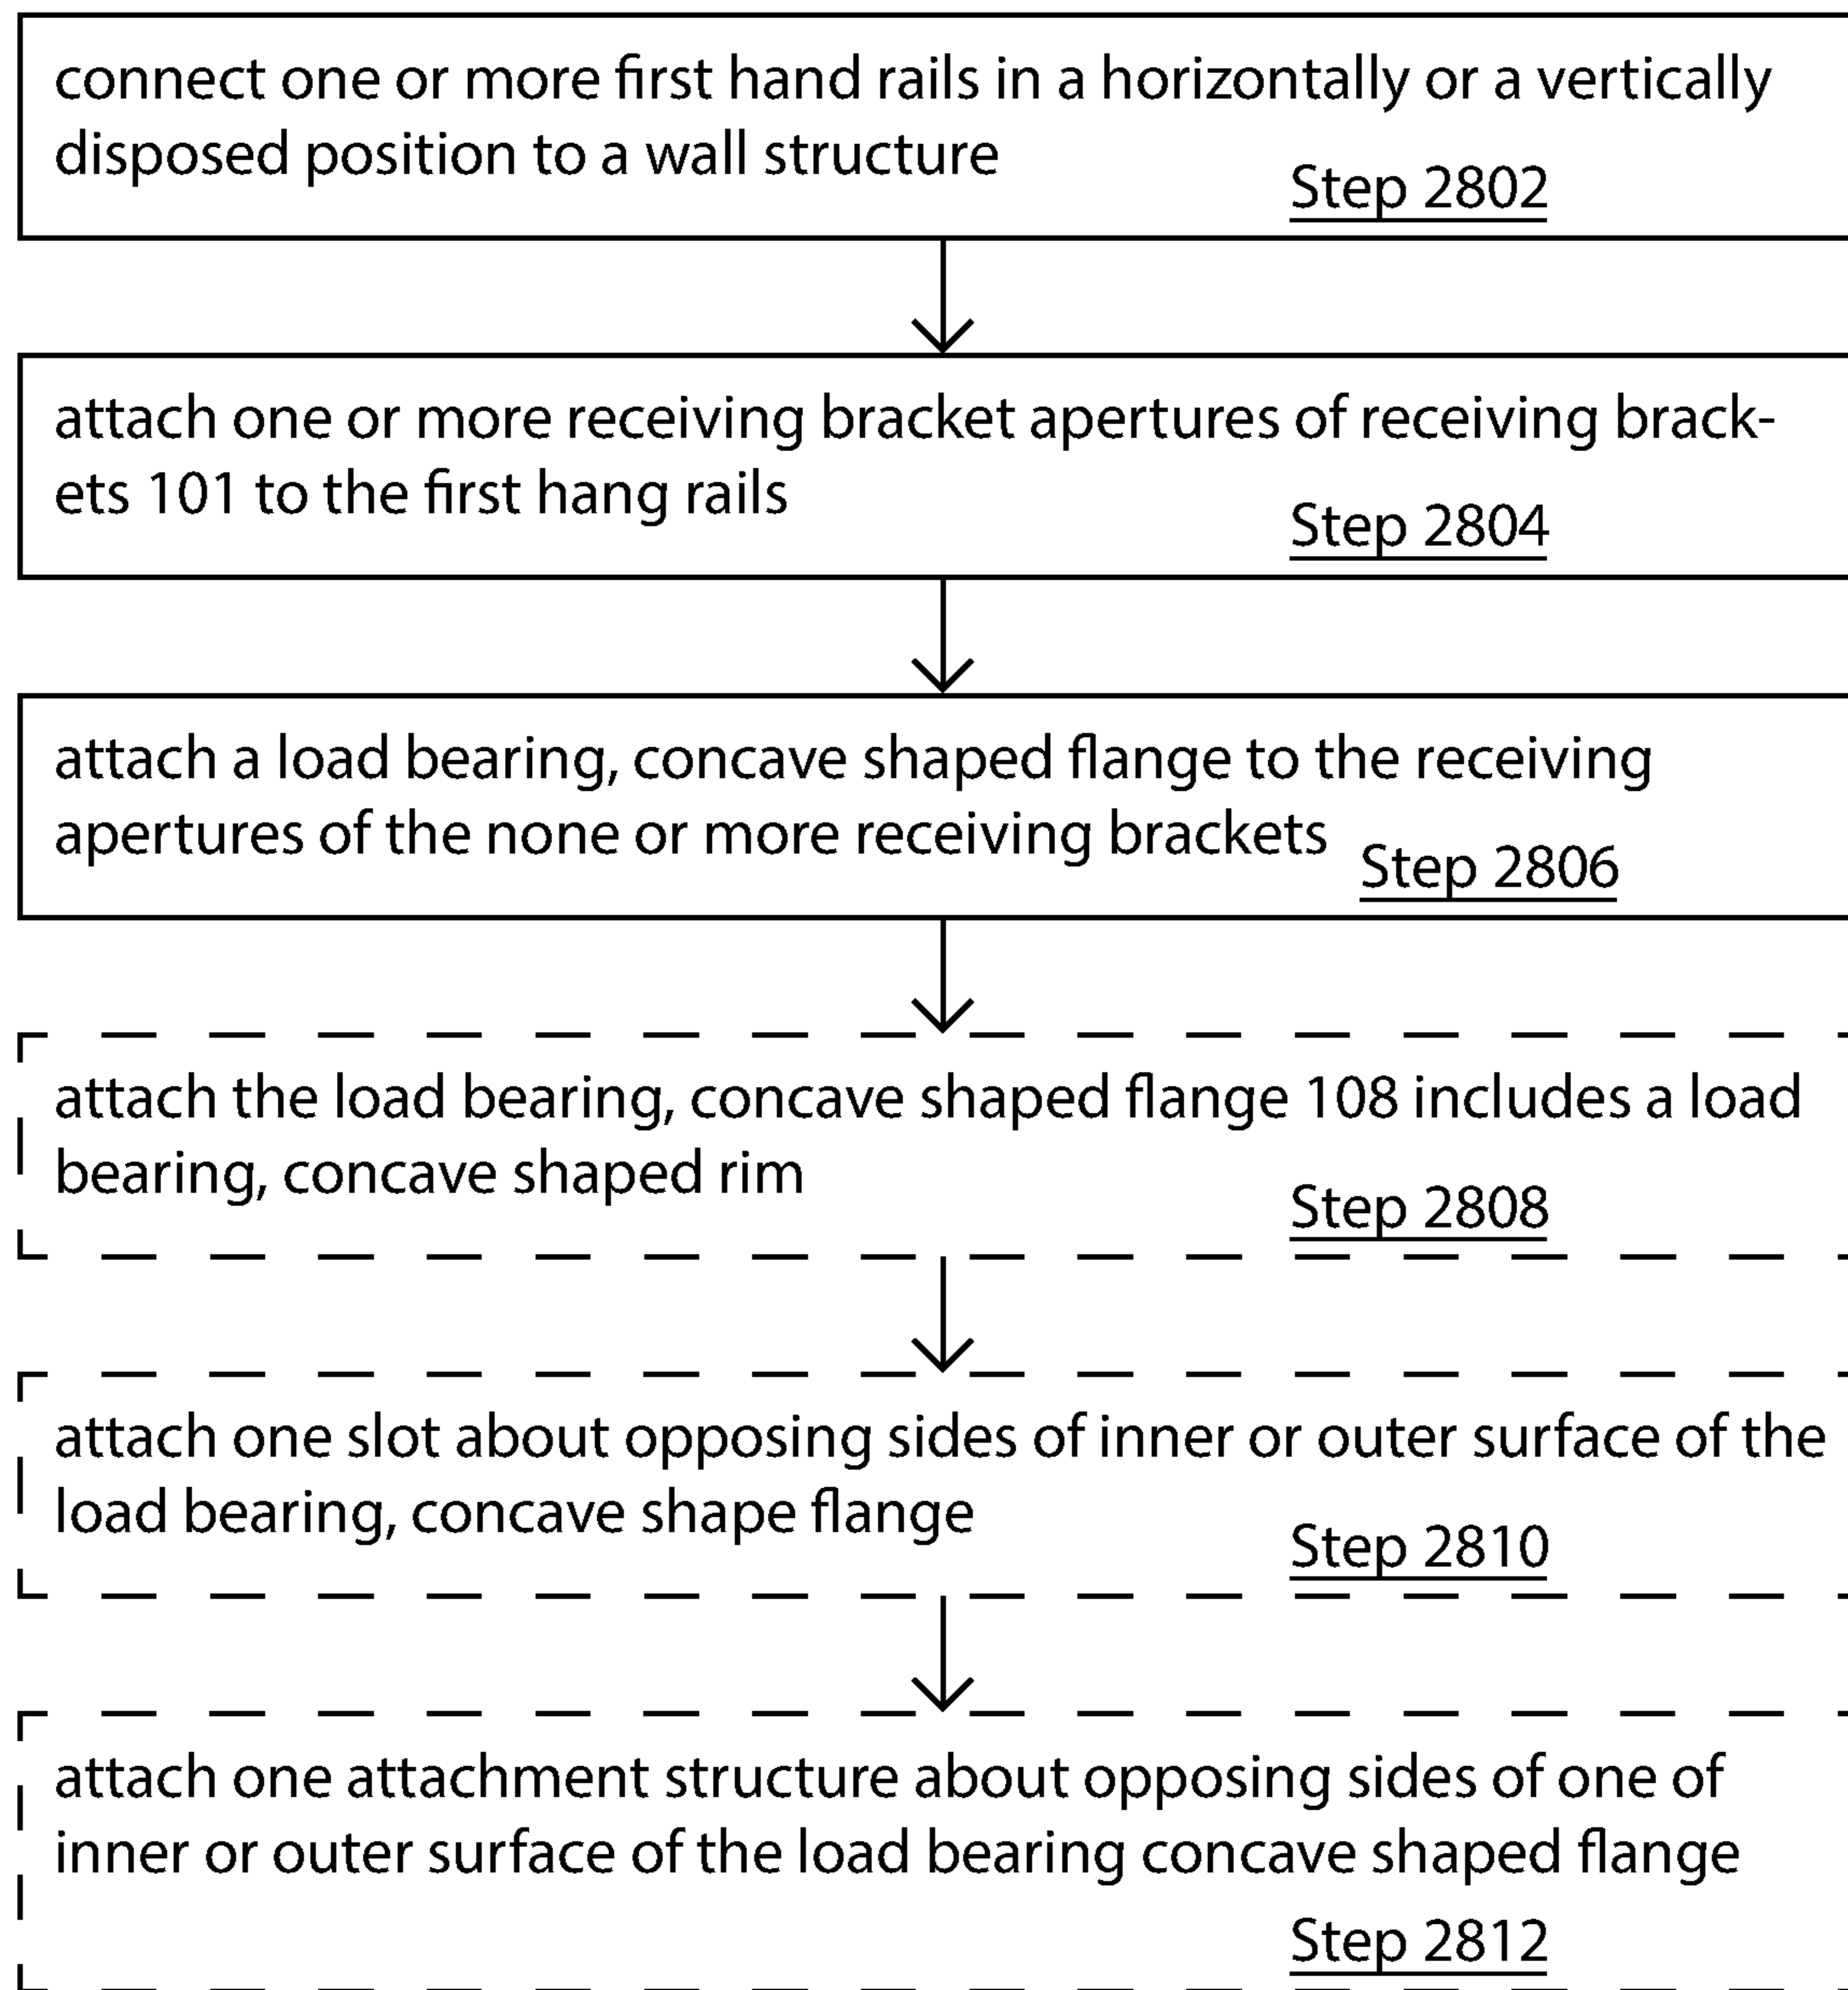 connect one or more first hand rails in a horizontally or a vertically
disposed position to a wall structure
Step 2802
attach one or more receiving bracket apertures of receiving brack-
ets 101 to the first hang rails
Step 2804
attach a load bearing, concave shaped flange to the receiving
apertures of the none or more receiving brackets
Step 2806
attach the load bearing, concave shaped flange 108 includes a load
bearing, concave shaped rim
Step 2808
attach one slot about opposing sides of inner or outer surface of the
load bearing, concave shape flange
Step 2810
attach one attachment structure about opposing sides of one of
inner or outer surface of the load bearing concave shaped flange
Step 2812